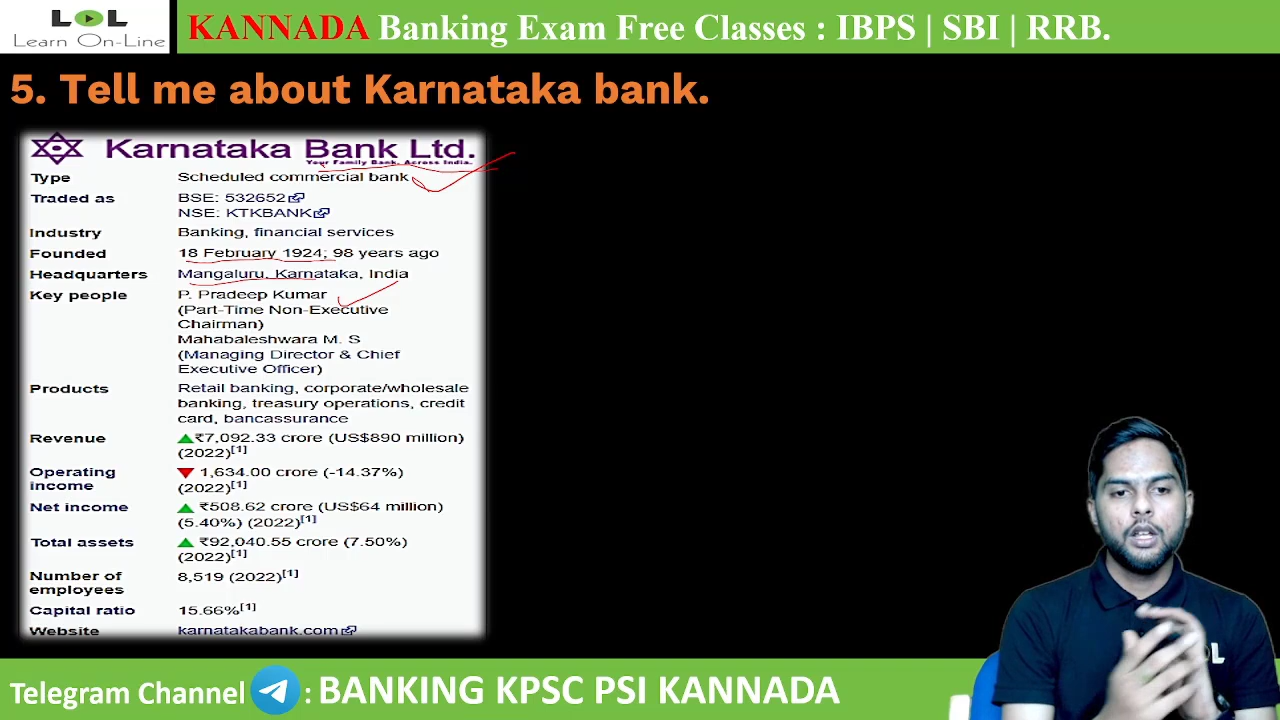 LOL
Learn On-Line
KANNADA Banking Exam Free Classes : IBPS | SBI | RRB.
5. Tell me about Karnataka bank.
Karnataka Bank Ltd.
Your Family Bank. Across India.
Type Scheduled commercial bank
Traded as BSE: 532652
NSE: KTKBANK
Industry Banking, financial services
Founded 18 February 1924; 98 years ago
Headquarters Mangaluru, Karnataka, India
Key people P. Pradeep Kumar
(Part-Time Non-Executive
Chairman)
Mahabaleshwara M. S
(Managing Director & Chief
Executive Officer)
Products Retail banking, corporate/wholesale
banking, treasury operations, credit
card, bancassurance
Revenue ▲₹7,092.33 crore (US$890 million)
(2022)[1]
Operating income ▼ 1,634.00 crore (-14.37%)
(2022)[1]
Net income ▲ ₹508.62 crore (US$64 million)
(5.40%) (2022)[1]
Total assets ▲ ₹92,040.55 crore (7.50%)
(2022)[1]
Number of employees 8,519 (2022)[1]
Capital ratio 15.66%[1]
Website karnatakabank.com
Telegram Channel : BANKING KPSC PSI KANNADA